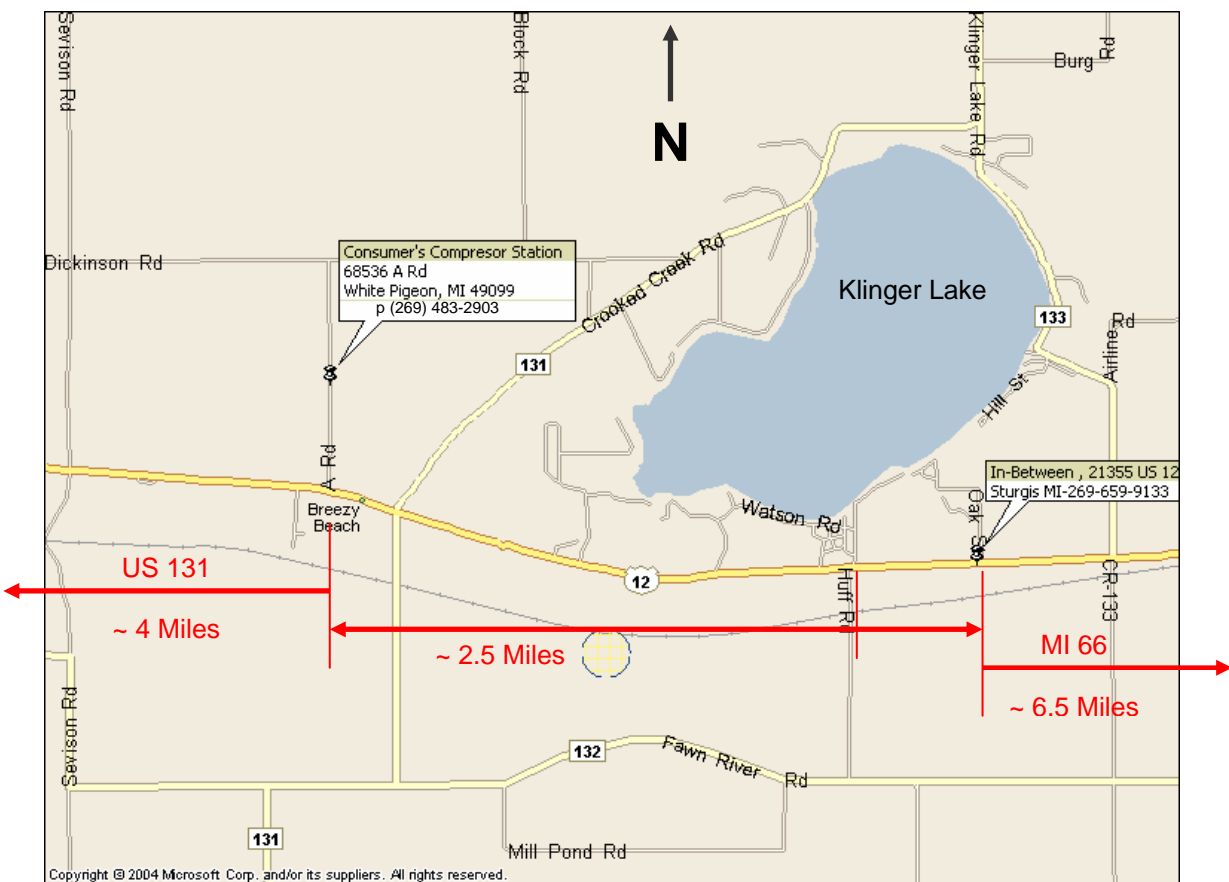 Sevison Rd
Block Rd
Klinger Lake Rd
Burg Rd
N
Dickinson Rd
Consumer's Compresor Station
68536 A Rd
White Pigeon, MI 49099
p (269) 483-2903
Crooked Creek Rd
Klinger Lake
133
Airline Rd
131
Hill St
A Rd
In-Between , 21355 US 12
Sturgis MI-269-659-9133
Breezy
Beach
Watson Rd
Oak St
US 131
12
Huff Rd
CR-133
~ 4 Miles
~ 2.5 Miles
MI 66
~ 6.5 Miles
Sevison Rd
132
Fawn River Rd
131
Mill Pond Rd
Copyright © 2004 Microsoft Corp. and/or its suppliers. All rights reserved.